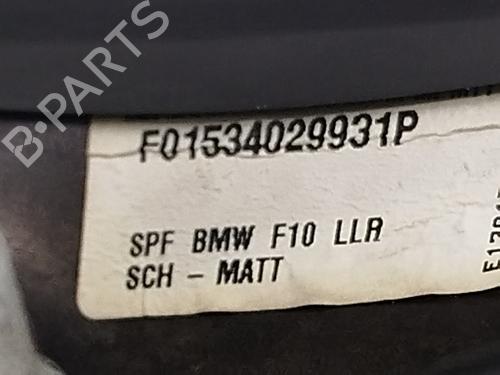 B-PARTS
F01534029931P
SPF BMW F10 LLR
SCH - MATT